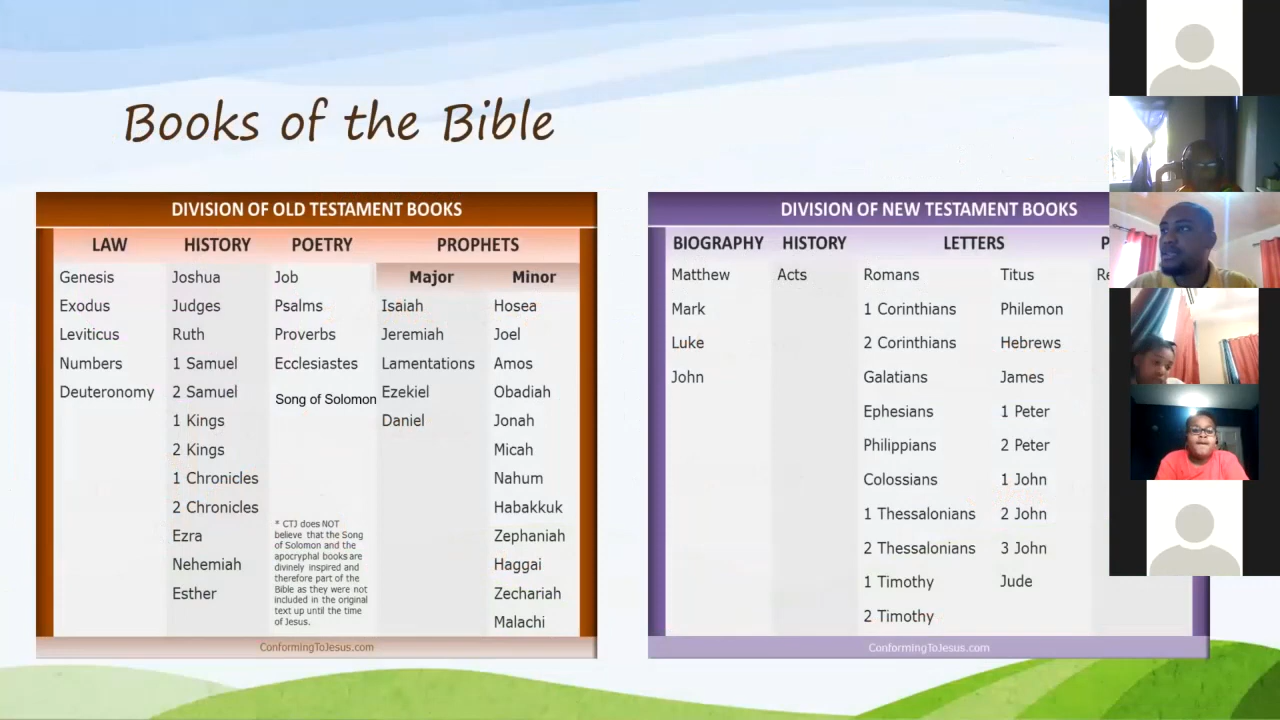 Books of the Bible
DIVISION OF OLD TESTAMENT BOOKS
LAW
Genesis
Exodus
Leviticus
Numbers
Deuteronomy
HISTORY
Joshua
Judges
Ruth
1 Samuel
2 Samuel
1 Kings
2 Kings
1 Chronicles
2 Chronicles
Ezra
Nehemiah
Esther
POETRY
Job
Psalms
Proverbs
Ecclesiastes
Song of Solomon
* CTJ does NOT
believe that the Song
of Solomon and the
apocryphal books are
divinely inspired and
therefore part of the
Bible as they were not
included in the original
text up until the time
of Jesus.
PROPHETS
Major
Isaiah
Jeremiah
Lamentations
Ezekiel
Daniel
Minor
Hosea
Joel
Amos
Obadiah
Jonah
Micah
Nahum
Habakkuk
Zephaniah
Haggai
Zechariah
Malachi
ConformingToJesus.com
DIVISION OF NEW TESTAMENT BOOKS
BIOGRAPHY
Matthew
Mark
Luke
John
HISTORY
Acts
LETTERS
Romans
1 Corinthians
2 Corinthians
Galatians
Ephesians
Philippians
Colossians
1 Thessalonians
2 Thessalonians
1 Timothy
2 Timothy
Titus
Philemon
Hebrews
James
1 Peter
2 Peter
1 John
2 John
3 John
Jude
ConformingToJesus.com